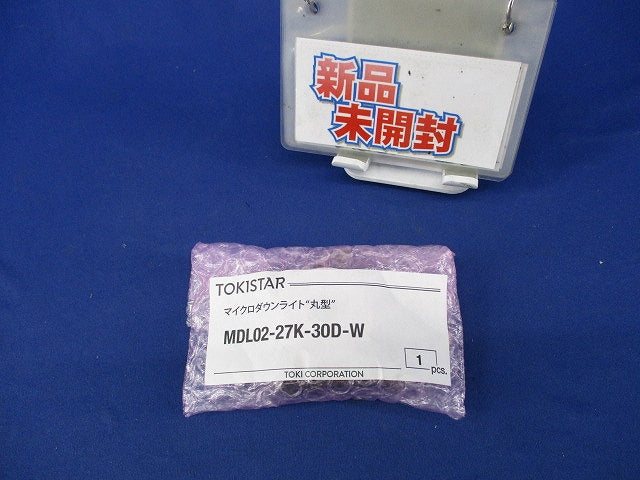 新品
未開封
TOKISTAR
マイクロダウンライト"丸型"
MDL02-27K-30D-W
1 pcs.
TOKI CORPORATION